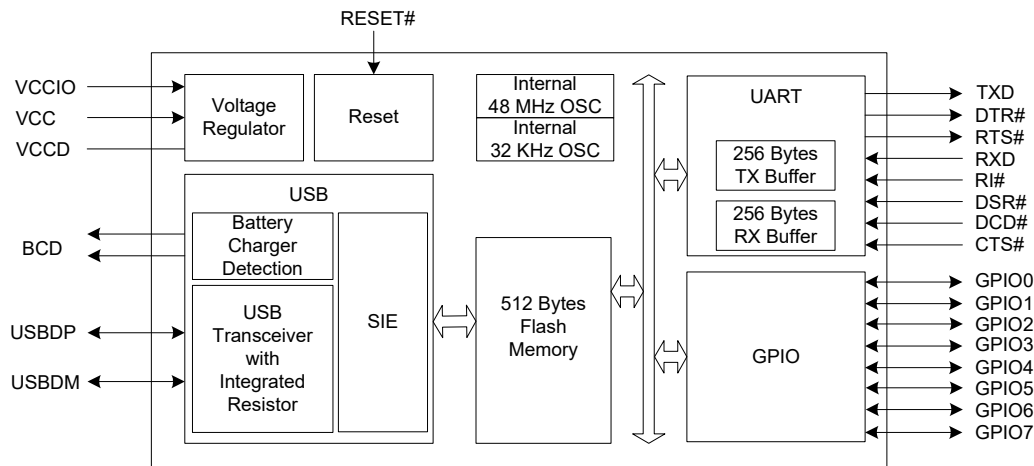 RESET#
VCCIO
VCC
VCCD
BCD
USBDP
USBDM
Voltage
Regulator
Reset
Internal
48 MHz OSC
Internal
32 KHz OSC
USB
Battery
Charger
Detection
USB
Transceiver
with
Integrated
Resistor
SIE
512 Bytes
Flash
Memory
UART
256 Bytes
TX Buffer
256 Bytes
RX Buffer
GPIO
TXD
DTR#
RTS#
RXD
RI#
DSR#
DCD#
CTS#
GPIO0
GPIO1
GPIO2
GPIO3
GPIO4
GPIO5
GPIO6
GPIO7